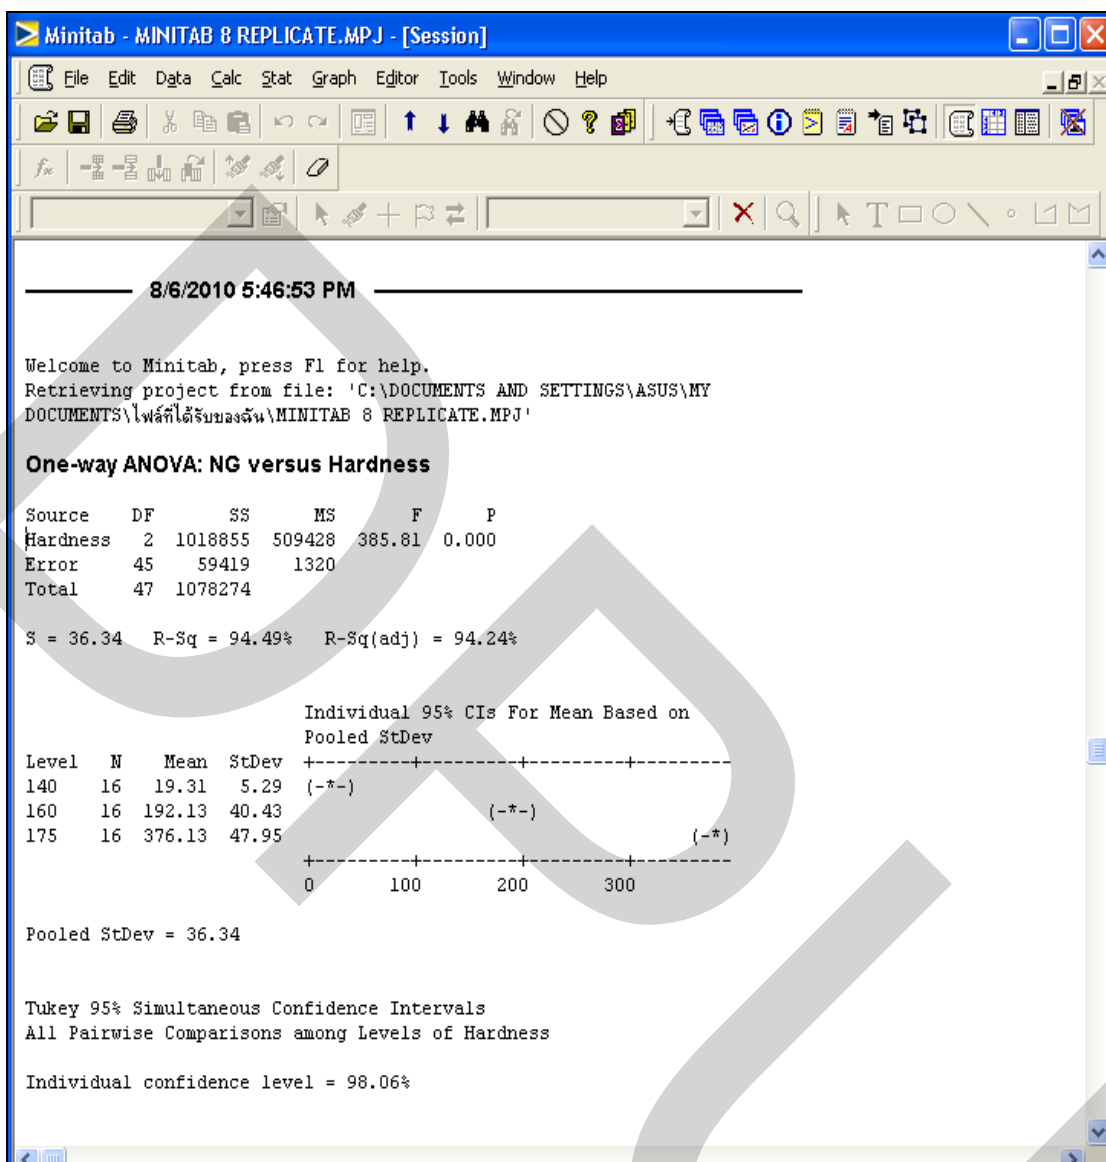 Minitab - MINITAB 8 REPLICATE.MPJ - [Session]
File Edit Data Calc Stat Graph Editor Tools Window Help
8/6/2010 5:46:53 PM
Welcome to Minitab, press F1 for help.
Retrieving project from file: 'C:\DOCUMENTS AND SETTINGS\ASUS\MY
DOCUMENTS\ไฟล์ที่ได้รับของฉัน\MINITAB 8 REPLICATE.MPJ'
One-way ANOVA: NG versus Hardness
Source DF SS MS F P
Hardness 2 1018855 509428 385.81 0.000
Error 45 59419 1320
Total 47 1078274
S = 36.34 R-Sq = 94.49% R-Sq(adj) = 94.24%
Individual 95% CIs For Mean Based on
Pooled StDev
Level N Mean StDev +---------+---------+---------+---------
140 16 19.31 5.29 (-*-)
160 16 192.13 40.43 (-*-)
175 16 376.13 47.95 (-*)
+---------+---------+---------+---------
0 100 200 300
Pooled StDev = 36.34
Tukey 95% Simultaneous Confidence Intervals
All Pairwise Comparisons among Levels of Hardness
Individual confidence level = 98.06%
DPU